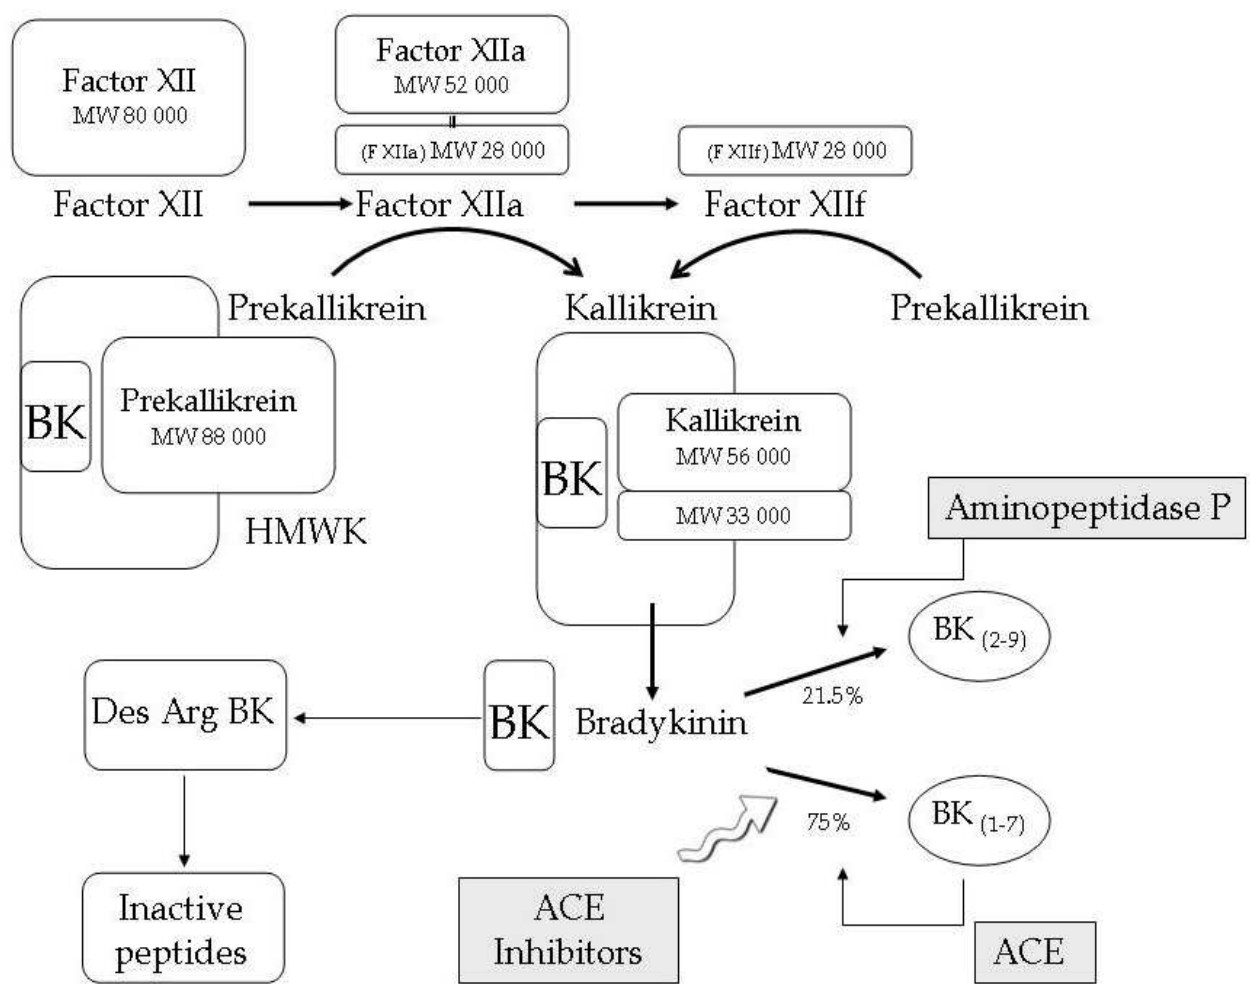 Factor XII
MW 80 000
Factor XIIa
MW 52 000
(F XIIa) MW 28 000
(F XIIf) MW 28 000
Factor XII
Factor XIIa
Factor XIIf
Prekallikrein
Kallikrein
Prekallikrein
BK
Prekallikrein
MW 88 000
HMWK
BK
Kallikrein
MW 56 000
MW 33 000
Aminopeptidase P
BK (2-9)
21.5%
Des Arg BK
BK
Bradykinin
75%
BK (1-7)
Inactive
peptides
ACE
Inhibitors
ACE